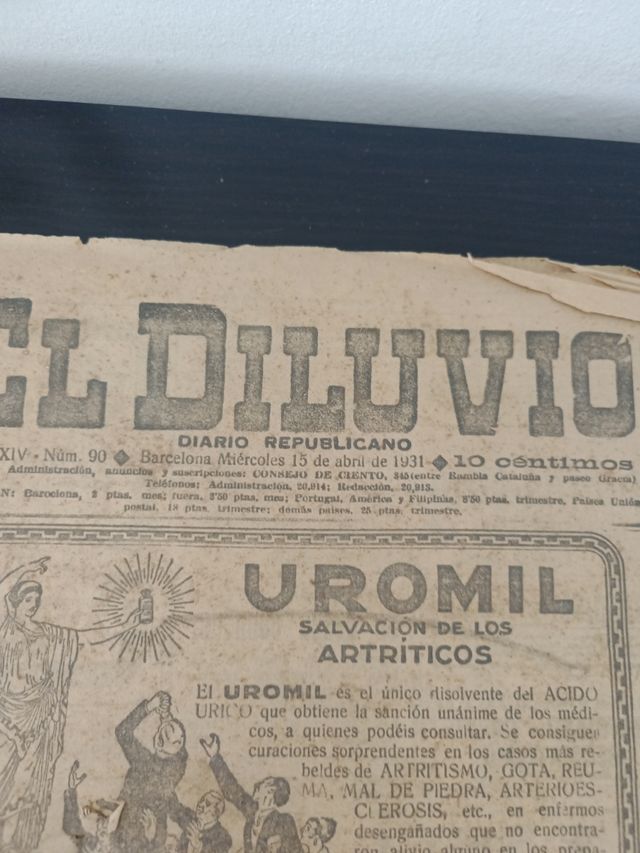 EL DILUVIO
DIARIO REPUBLICANO
XIV - Núm. 90 ◆ Barcelona Miércoles 15 de abril de 1931 ◆ 10 céntimos
Administración, anuncios y suscripciones: CONSEJO DE CIENTO, 345 (entre Rambla Cataluña y paseo Gracia)
Teléfonos: Administración, 20,914; Redacción, 20,913.
N: Barcelona, 2 ptas. mes; fuera, 3'50 ptas. mes; Portugal, América y Filipinas, 8'50 ptas. trimestre. Países Unión
postal, 18 ptas. trimestre; demás países, 25 ptas. trimestre.
UROMIL
SALVACIÓN DE LOS
ARTRÍTICOS
El UROMIL es el único disolvente del ACIDO
URICO que obtiene la sanción unánime de los médi-
cos, a quienes podéis consultar. Se consiguen
curaciones sorprendentes en los casos más re-
beldes de ARTRITISMO, GOTA, REU-
MA, MAL DE PIEDRA, ARTERIOES-
CLEROSIS, etc., en enfermos
desengañados que no encontra-
ron alivio alguno en los prepa-